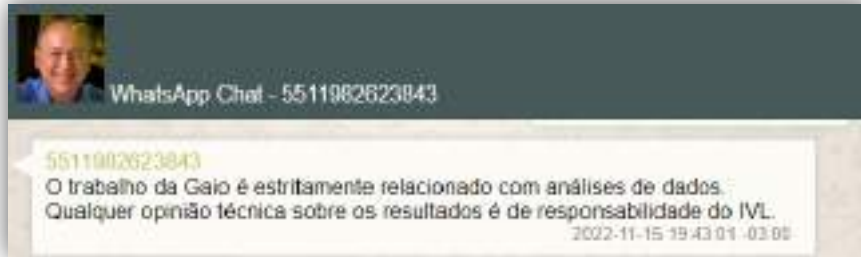 WhatsApp Chat - 5511982623843
5511982623843
O trabalho da Gaio é estritamente relacionado com análises de dados.
Qualquer opinião técnica sobre os resultados é de responsabilidade do IVL.
2022-11-15 19:43:01 -03:00